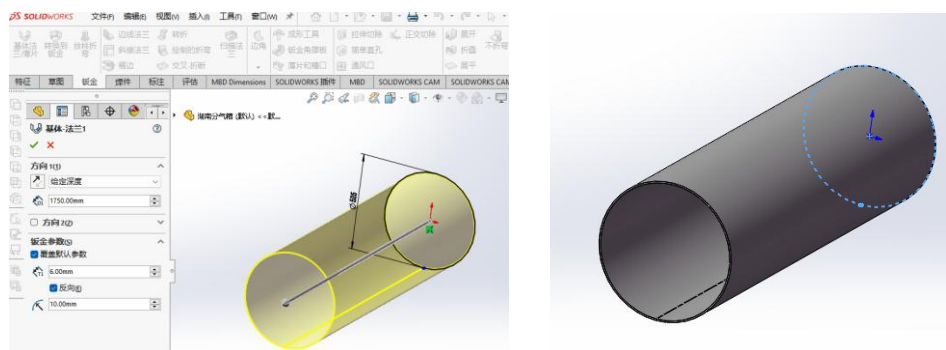 SOLIDWORKS 文件(F) 编辑(E) 视图(V) 插入(I) 工具(T) 窗口(W)
基体法兰/薄片 转换到钣金 放样折弯 边线法兰 转折 扫描法兰 边角 成形工具 拉伸切除 正交切除 展开 不折弯
斜接法兰 绘制的折弯 钣金角撑板 简单直孔 折叠
褶边 交叉-折断 薄片和槽口 通风口 展平
特征 草图 钣金 焊件 标注 评估 MBD Dimensions SOLIDWORKS 插件 MBD SOLIDWORKS CAM SOLIDWORKS CAM
湖南分气箱 (默认) <<默...
基体-法兰1
方向 1(1)
给定深度
1750.00mm
方向 2(2)
钣金参数(S)
覆盖默认参数
6.00mm
反向(E)
10.00mm